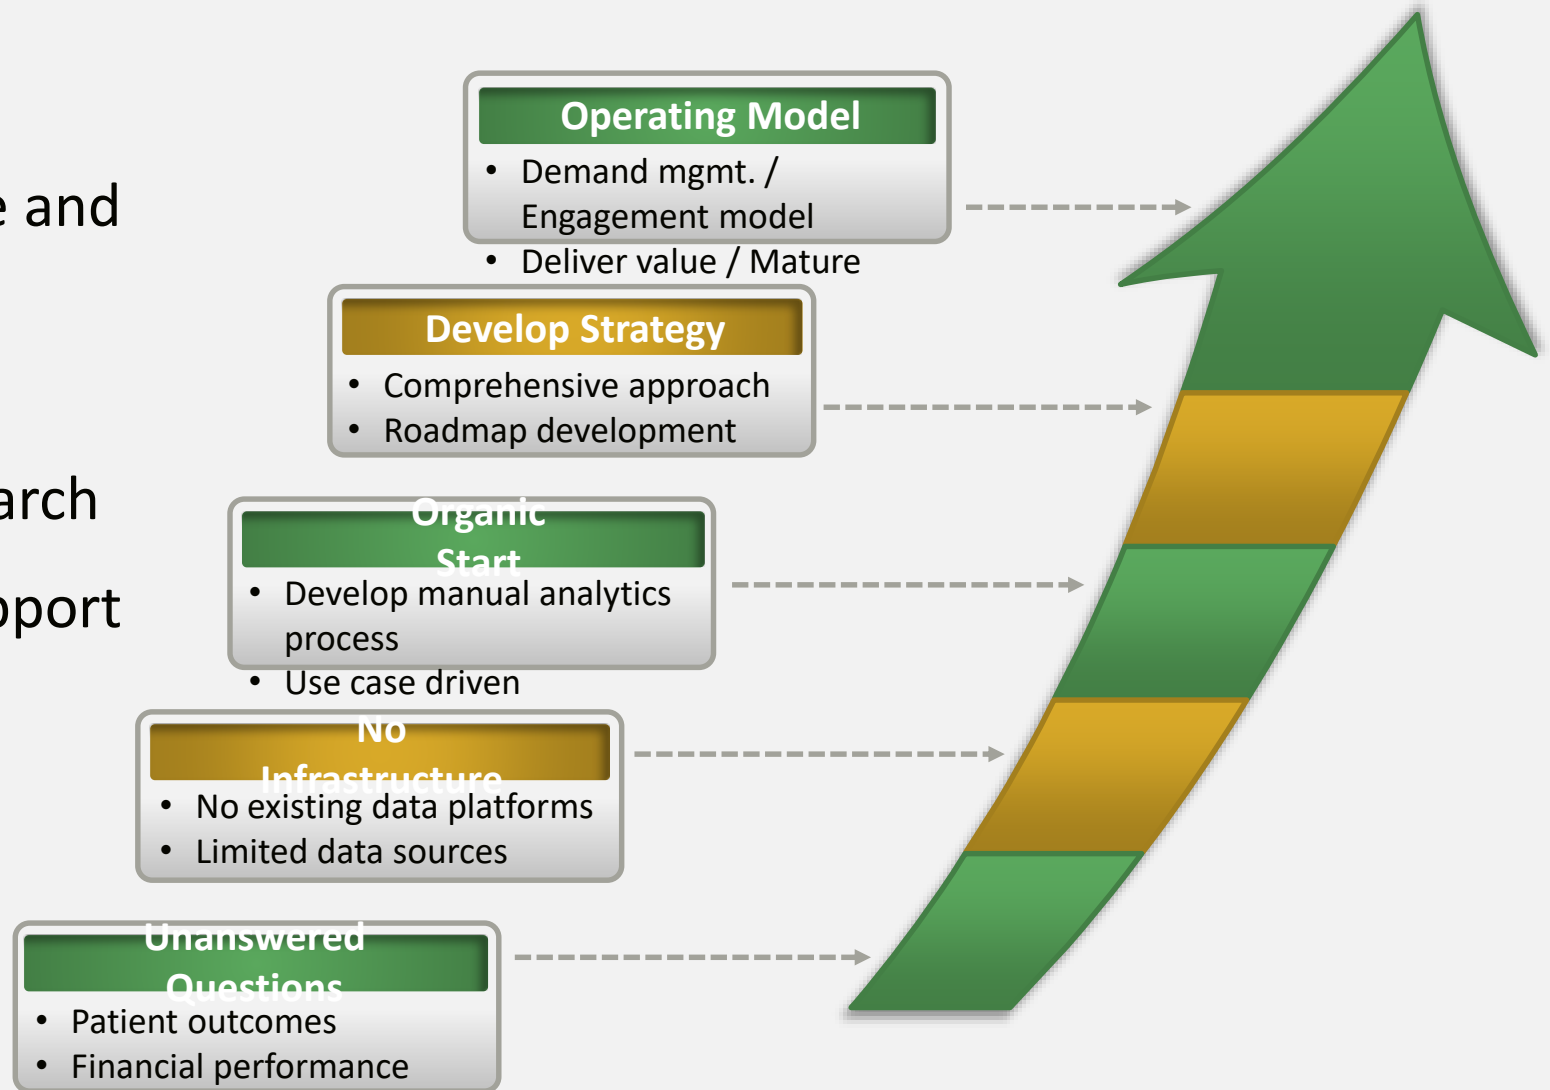 e and
arch
pport
Operating Model
• Demand mgmt. /
Engagement model
• Deliver value / Mature
Develop Strategy
• Comprehensive approach
• Roadmap development
Organic
Start
• Develop manual analytics
process
• Use case driven
No
Infrastructure
• No existing data platforms
• Limited data sources
Unanswered
Questions
• Patient outcomes
• Financial performance